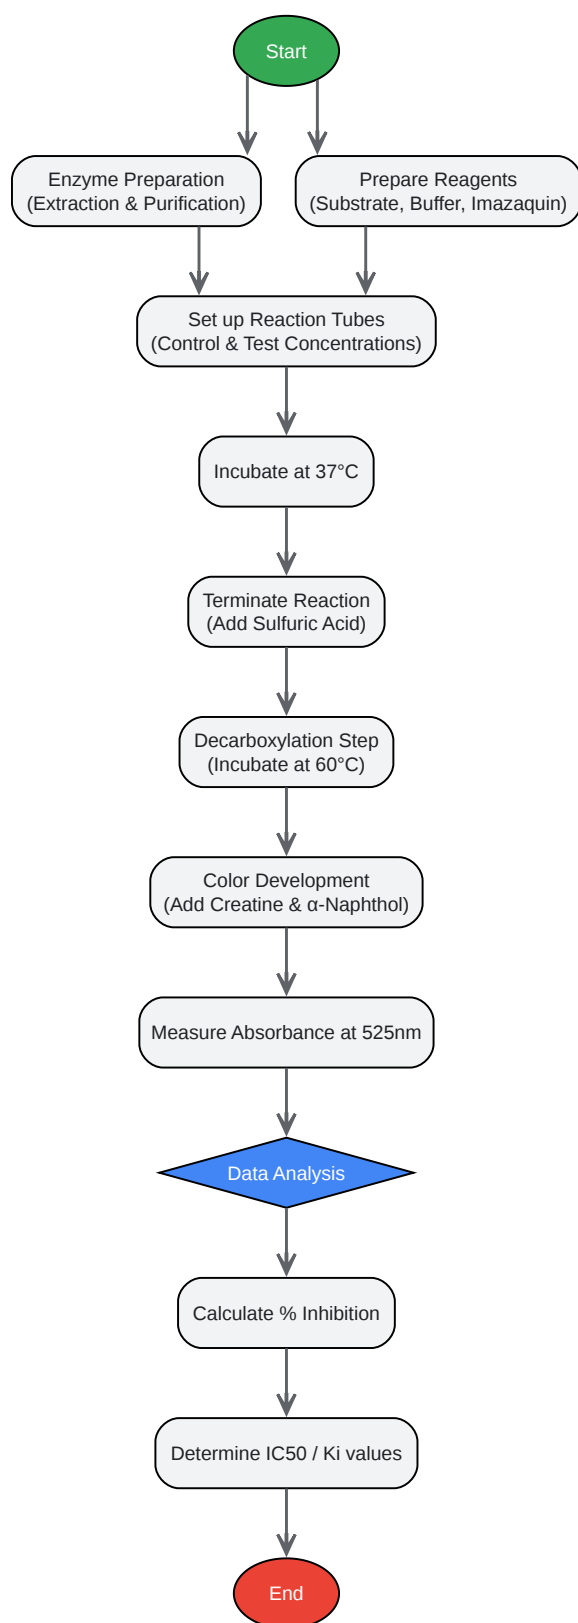 Start
Enzyme Preparation
(Extraction & Purification)
Prepare Reagents
(Substrate, Buffer, Imazaquin)
Set up Reaction Tubes
(Control & Test Concentrations)
Incubate at 37°C
Terminate Reaction
(Add Sulfuric Acid)
Decarboxylation Step
(Incubate at 60°C)
Color Development
(Add Creatine & α-Naphthol)
Measure Absorbance at 525nm
Data Analysis
Calculate % Inhibition
Determine IC50 / Ki values
End